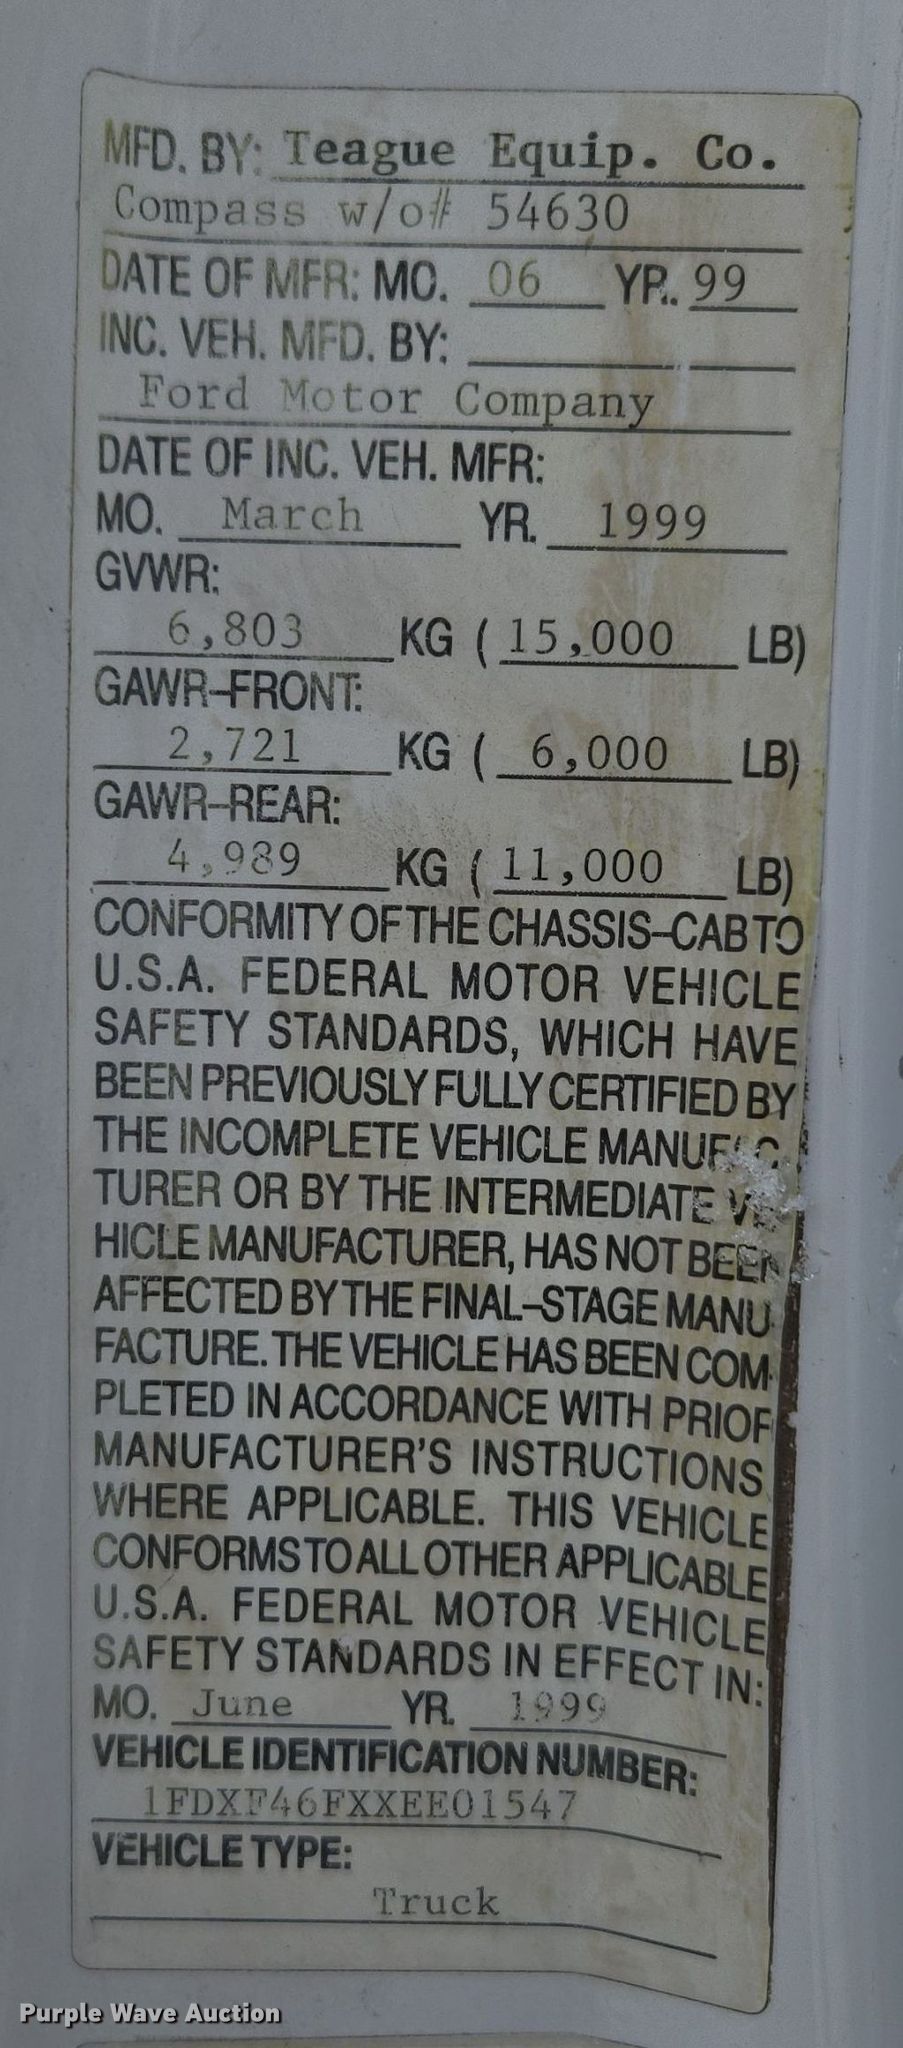 MFD. BY: Teague Equip. Co.
Compass w/o# 54630
DATE OF MFR: MO. 06 YR. 99
INC. VEH. MFD. BY:
Ford Motor Company
DATE OF INC. VEH. MFR:
MO. March YR. 1999
GVWR:
6,803 KG ( 15,000 LB)
GAWR-FRONT:
2,721 KG ( 6,000 LB)
GAWR-REAR:
4,989 KG ( 11,000 LB)
CONFORMITY OF THE CHASSIS-CAB TO
U.S.A. FEDERAL MOTOR VEHICLE
SAFETY STANDARDS, WHICH HAVE
BEEN PREVIOUSLY FULLY CERTIFIED BY
THE INCOMPLETE VEHICLE MANUFAC-
TURER OR BY THE INTERMEDIATE VE-
HICLE MANUFACTURER, HAS NOT BEEN
AFFECTED BY THE FINAL-STAGE MANU-
FACTURE. THE VEHICLE HAS BEEN COM-
PLETED IN ACCORDANCE WITH PRIOR
MANUFACTURER'S INSTRUCTIONS
WHERE APPLICABLE. THIS VEHICLE
CONFORMS TO ALL OTHER APPLICABLE
U.S.A. FEDERAL MOTOR VEHICLE
SAFETY STANDARDS IN EFFECT IN:
MO. June YR. 1999
VEHICLE IDENTIFICATION NUMBER:
1FDXF46FXXEE01547
VEHICLE TYPE:
Truck
Purple Wave Auction